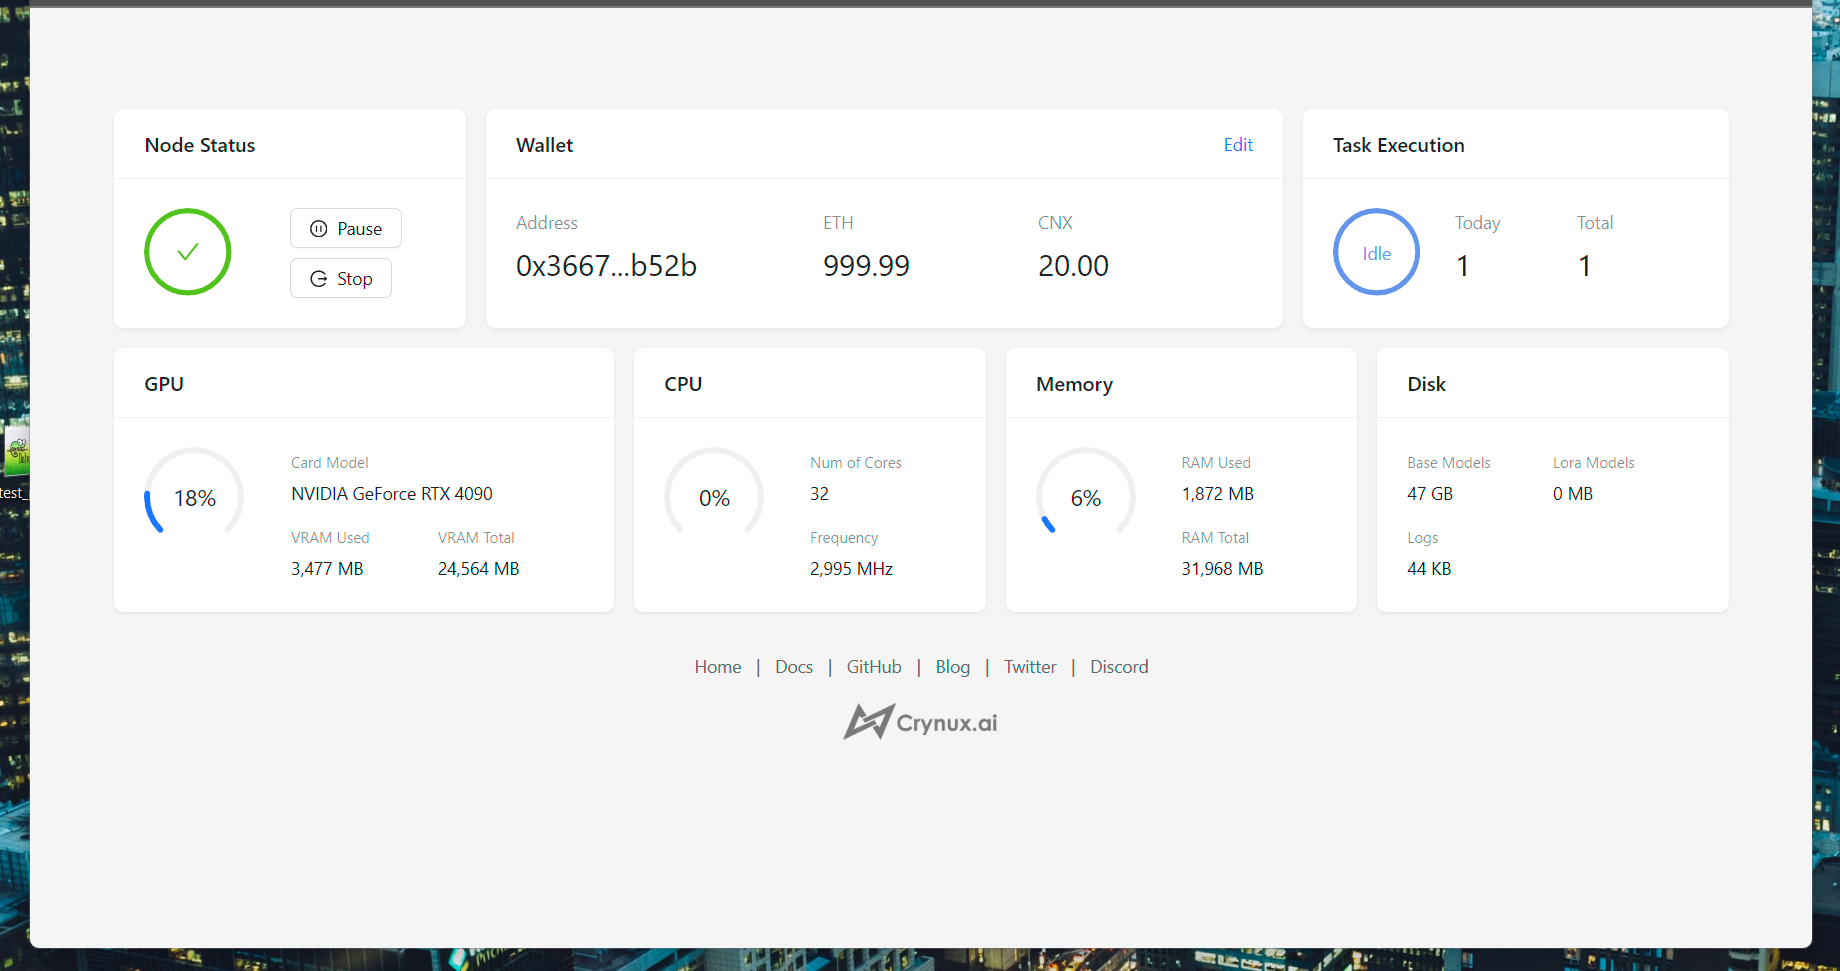 Node Status
Pause
Stop
Wallet
Edit
Address
ETH
CNX
0x3667...b52b
999.99
20.00
Task Execution
Idle
Today
Total
1
1
GPU
18%
Card Model
NVIDIA GeForce RTX 4090
VRAM Used
VRAM Total
3,477 MB
24,564 MB
CPU
0%
Num of Cores
32
Frequency
2,995 MHz
Memory
6%
RAM Used
1,872 MB
RAM Total
31,968 MB
Disk
Base Models
Lora Models
47 GB
0 MB
Logs
44 KB
Home | Docs | GitHub | Blog | Twitter | Discord
Crynux.ai